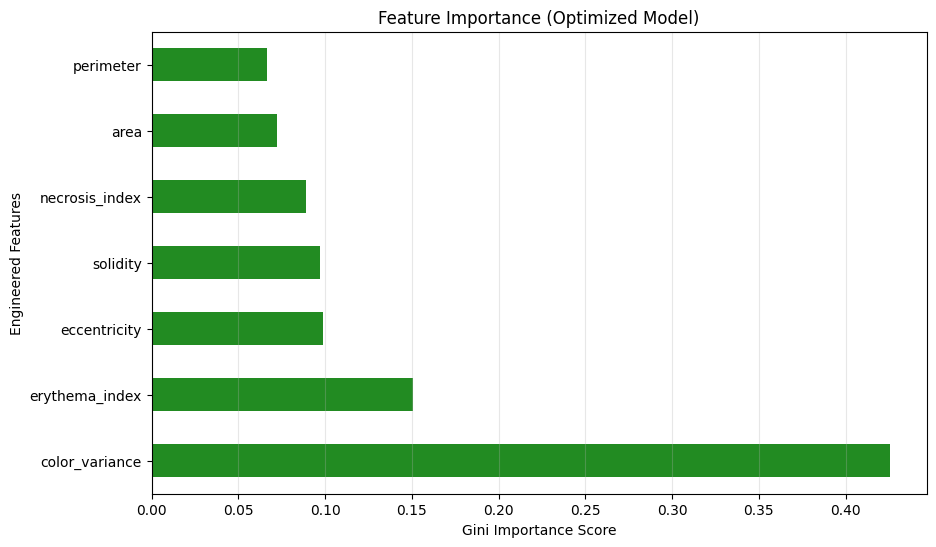 Feature Importance (Optimized Model)
Engineered Features
perimeter
area
necrosis_index
solidity
eccentricity
erythema_index
color_variance
0.00 0.05 0.10 0.15 0.20 0.25 0.30 0.35 0.40
Gini Importance Score